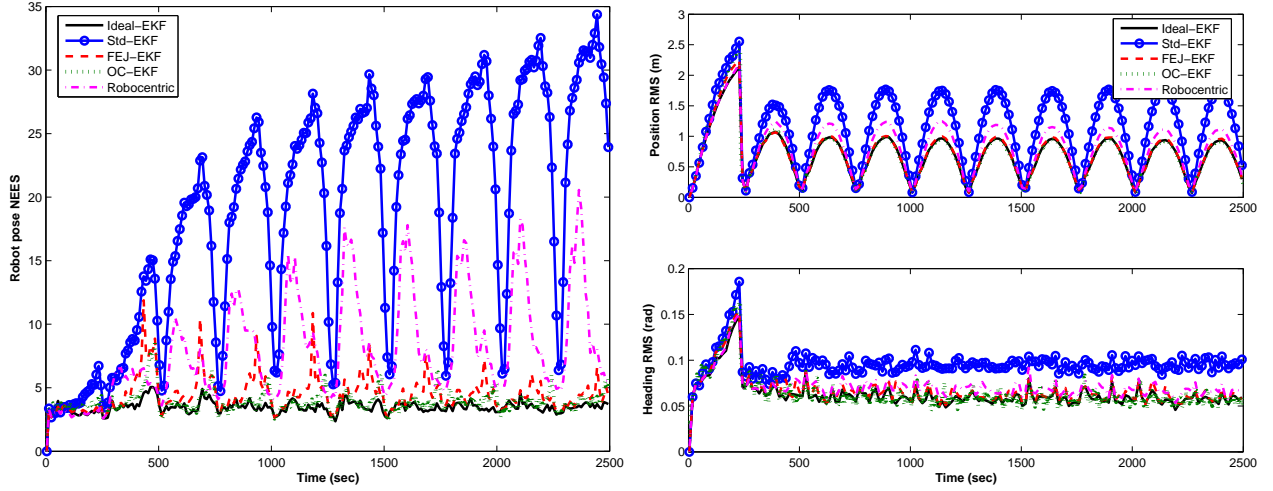 Robot pose NEES
35
30
25
20
15
10
5
0
Ideal−EKF
Std−EKF
FEJ−EKF
OC−EKF
Robocentric
0
500
1000
1500
2000
2500
Time (sec)
Position RMS (m)
3
2.5
2
1.5
1
0.5
0
Ideal−EKF
Std−EKF
FEJ−EKF
OC−EKF
Robocentric
0
500
1000
1500
2000
2500
Heading RMS (rad)
0.2
0.15
0.1
0.05
0
0
500
1000
1500
2000
2500
Time (sec)